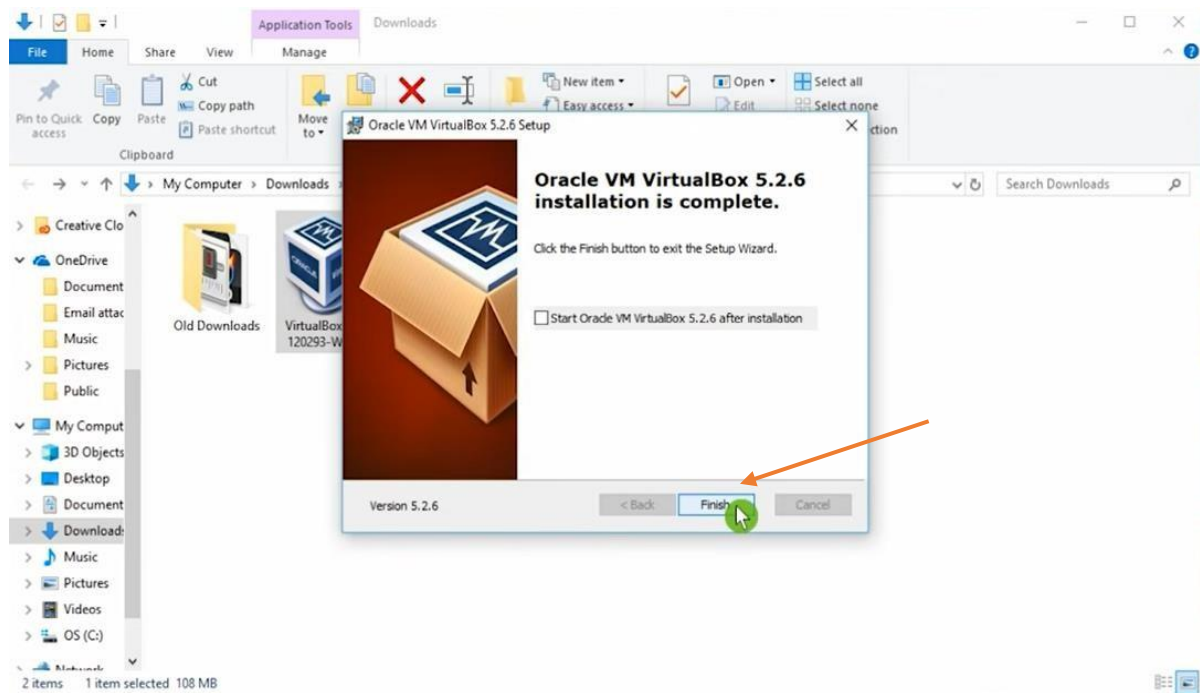 Application Tools
Downloads
File
Home
Share
View
Manage
Pin to Quick
access
Copy
Paste
Cut
Copy path
Paste shortcut
Move
to
New item
Easy access
Open
Edit
Select all
Select none
ction
Clipboard
My Computer
Downloads
Search Downloads
Creative Clo
OneDrive
Document
Email attac
Music
Pictures
Public
My Comput
3D Objects
Desktop
Document
Download
Music
Pictures
Videos
OS (C:)
Network
Old Downloads
VirtualBox
120293-W
Oracle VM VirtualBox 5.2.6 Setup
Oracle VM VirtualBox 5.2.6
installation is complete.
Click the Finish button to exit the Setup Wizard.
Start Oracle VM VirtualBox 5.2.6 after installation
Version 5.2.6
< Back
Finish
Cancel
2 items
1 item selected 108 MB